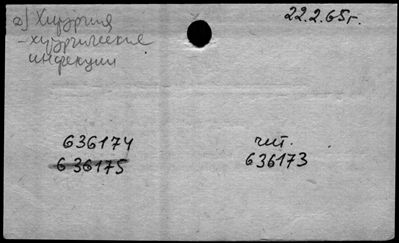 22.2.65г.
а) Хирургия
- хирургические
инфекции
636174
636175
чит.
636173